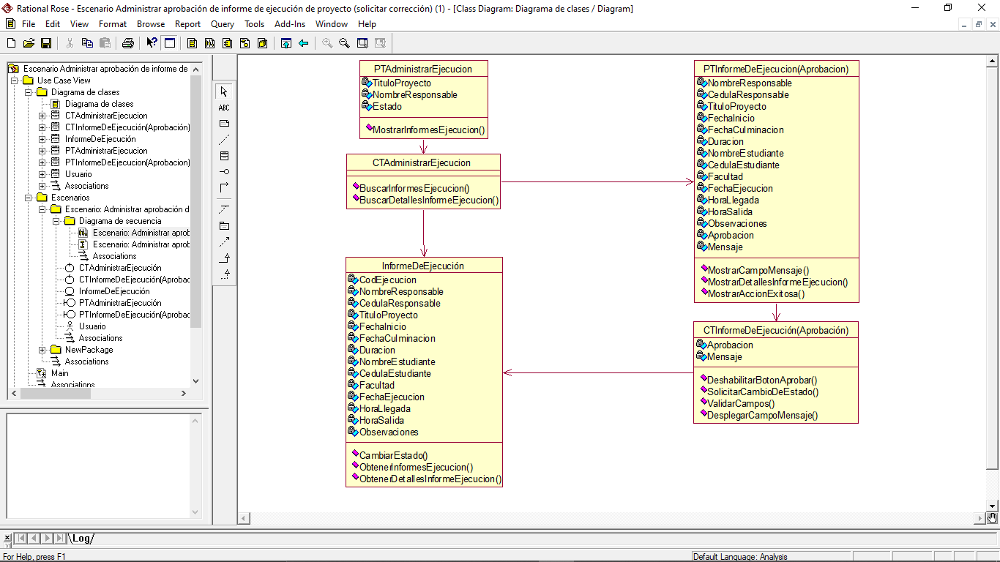 Rational Rose - Escenario Administrar aprobación de informe de ejecución de proyecto (solicitar corrección) (1) - [Class Diagram: Diagrama de clases / Diagram]
File Edit View Format Browse Report Query Tools Add-Ins Window Help
Escenario Administrar aprobación de informe de
Use Case View
Diagrama de clases
Diagrama de clases
CTAdministrarEjecucion
CTInformeDeEjecución(Aprobación)
InformeDeEjecución
PTAdministrarEjecucion
PTInformeDeEjecucion(Aprobacion)
Usuario
Associations
Escenarios
Escenario: Administrar aprobación d
Diagrama de secuencia
Escenario: Administrar aprob
Escenario: Administrar aprob
Associations
CTAdministrarEjecución
CTInformeDeEjecución(Aprobac
InformeDeEjecución
PTAdministrarEjecución
PTInformeDeEjecución(Aprobac
Usuario
Associations
NewPackage
Associations
Main
Associations
ABC
PTAdministrarEjecucion
TituloProyecto
NombreResponsable
Estado
MostrarInformesEjecucion()
CTAdministrarEjecucion
BuscarInformesEjecucion()
BuscarDetallesInformeEjecucion()
InformeDeEjecución
CodEjecucion
NombreResponsable
CedulaResponsable
TituloProyecto
FechaInicio
FechaCulminacion
Duracion
NombreEstudiante
CedulaEstudiante
Facultad
FechaEjecucion
HoraLlegada
HoraSalida
Observaciones
CambiarEstado()
ObtenerInformesEjecucion()
ObtenerDetallesInformeEjecucion()
PTInformeDeEjecucion(Aprobacion)
NombreResponsable
CedulaResponsable
TituloProyecto
FechaInicio
FechaCulminacion
Duracion
NombreEstudiante
CedulaEstudiante
Facultad
FechaEjecucion
HoraLlegada
HoraSalida
Observaciones
Aprobacion
Mensaje
MostrarCampoMensaje()
MostrarDetallesInformeEjecucion()
MostrarAccionExitosa()
CTInformeDeEjecución(Aprobación)
Aprobacion
Mensaje
DeshabilitarBotonAprobar()
SolicitarCambioDeEstado()
ValidarCampos()
DesplegarCampoMensaje()
Log
For Help, press F1
Default Language: Analysis